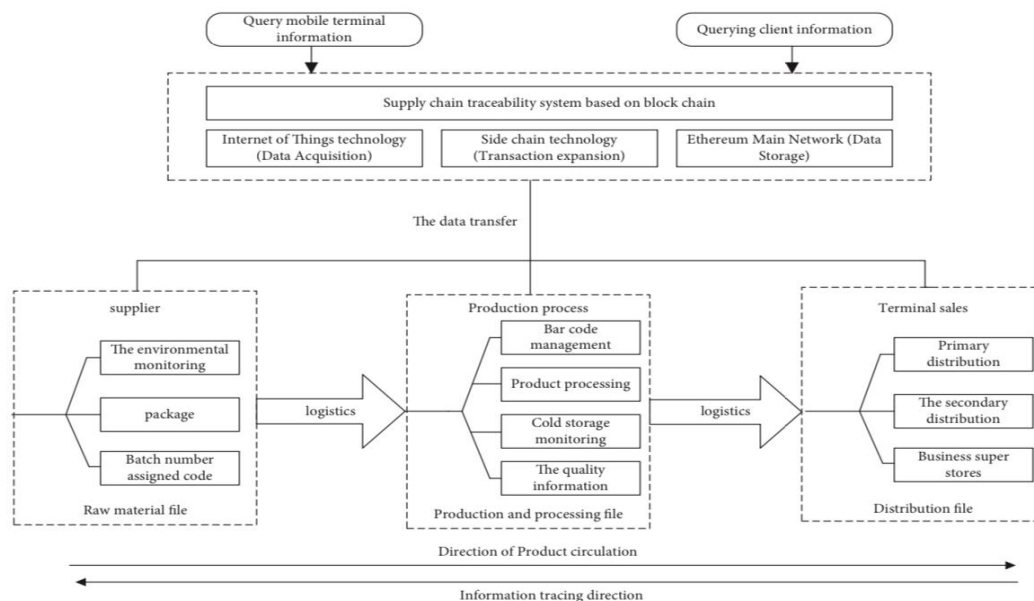 Query mobile terminal
information
Querying client information
Supply chain traceability system based on block chain
Internet of Things technology
(Data Acquisition)
Side chain technology
(Transaction expansion)
Ethereum Main Network (Data
Storage)
The data transfer
supplier
The environmental
monitoring
package
Batch number
assigned code
Raw material file
logistics
Production process
Bar code
management
Product processing
Cold storage
monitoring
The quality
information
Production and processing file
logistics
Terminal sales
Primary
distribution
The secondary
distribution
Business super
stores
Distribution file
Direction of Product circulation
Information tracing direction